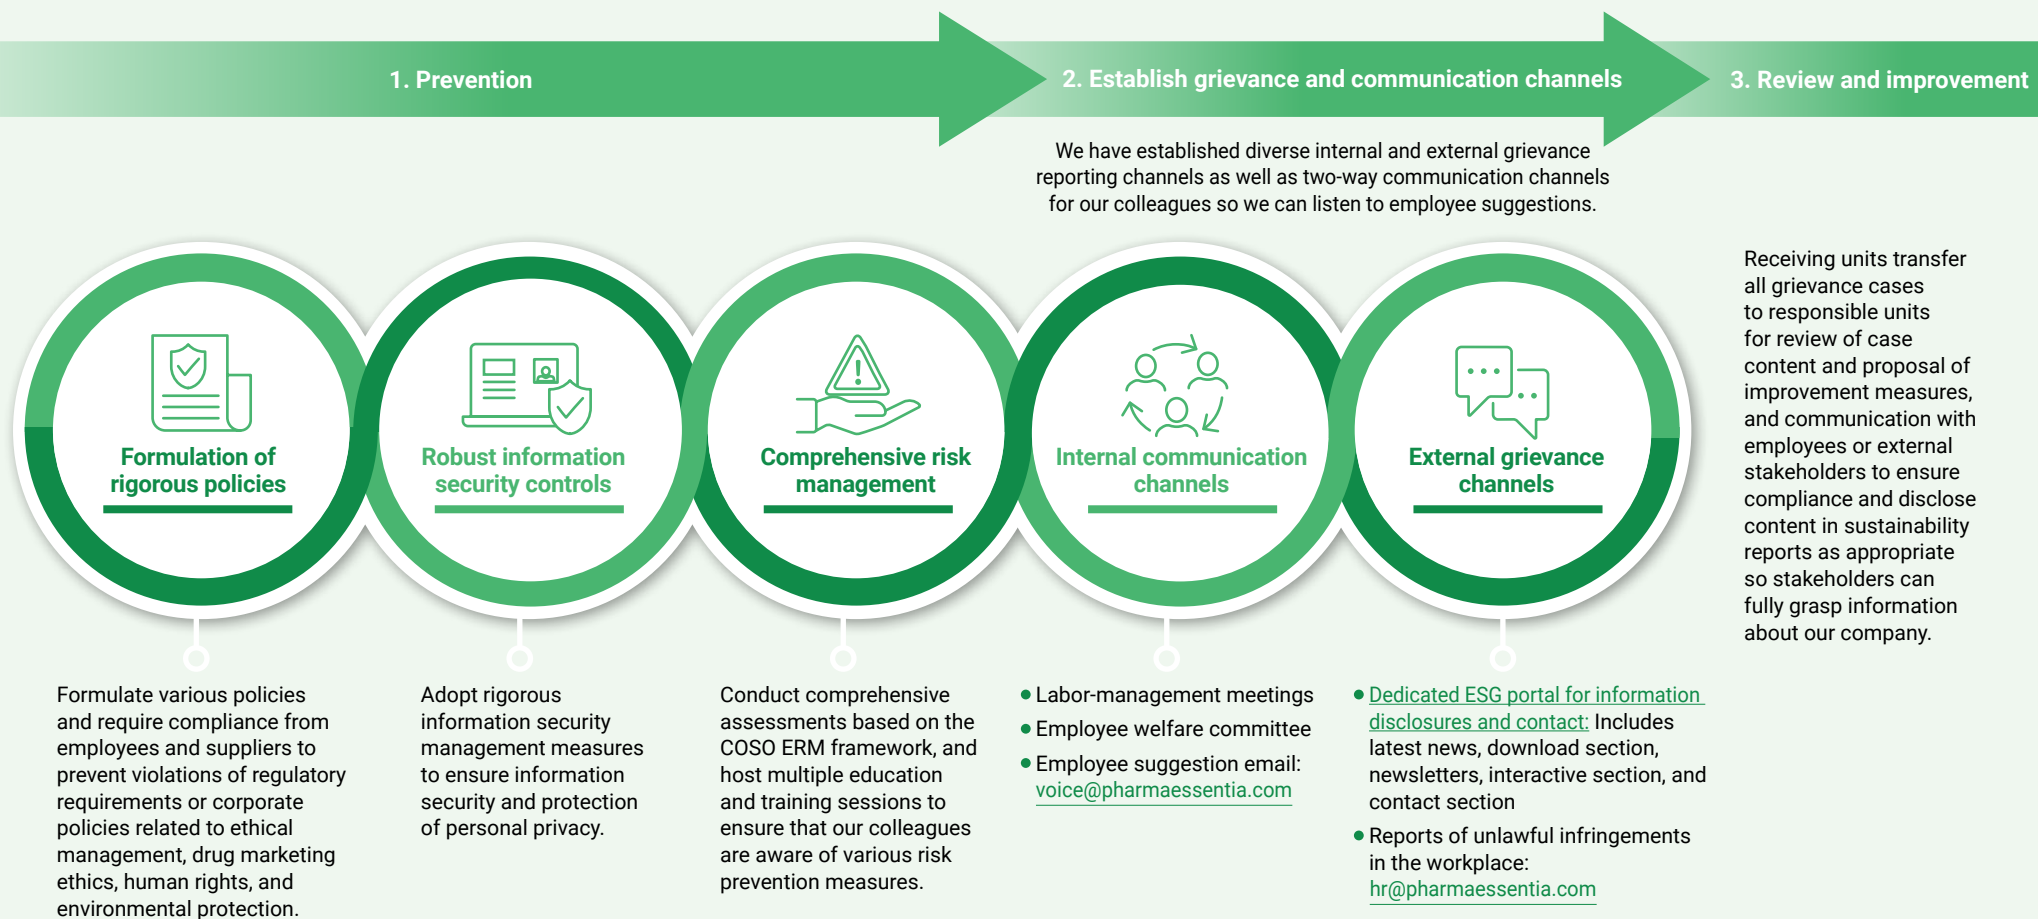 1. Prevention
2. Establish grievance and communication channels
3. Review and improvement
We have established diverse internal and external grievance
reporting channels as well as two-way communication channels
for our colleagues so we can listen to employee suggestions.
Formulation of
rigorous policies
Robust information
security controls
Comprehensive risk
management
Internal communication
channels
External grievance
channels
Receiving units transfer
all grievance cases
to responsible units
for review of case
content and proposal of
improvement measures,
and communication with
employees or external
stakeholders to ensure
compliance and disclose
content in sustainability
reports as appropriate
so stakeholders can
fully grasp information
about our company.
Formulate various policies
and require compliance from
employees and suppliers to
prevent violations of regulatory
requirements or corporate
policies related to ethical
management, drug marketing
ethics, human rights, and
environmental protection.
Adopt rigorous
information security
management measures
to ensure information
security and protection
of personal privacy.
Conduct comprehensive
assessments based on the
COSO ERM framework, and
host multiple education
and training sessions to
ensure that our colleagues
are aware of various risk
prevention measures.
• Labor-management meetings
• Employee welfare committee
• Employee suggestion email:
voice@pharmaessentia.com
• Dedicated ESG portal for information
disclosures and contact: Includes
latest news, download section,
newsletters, interactive section, and
contact section
• Reports of unlawful infringements
in the workplace:
hr@pharmaessentia.com